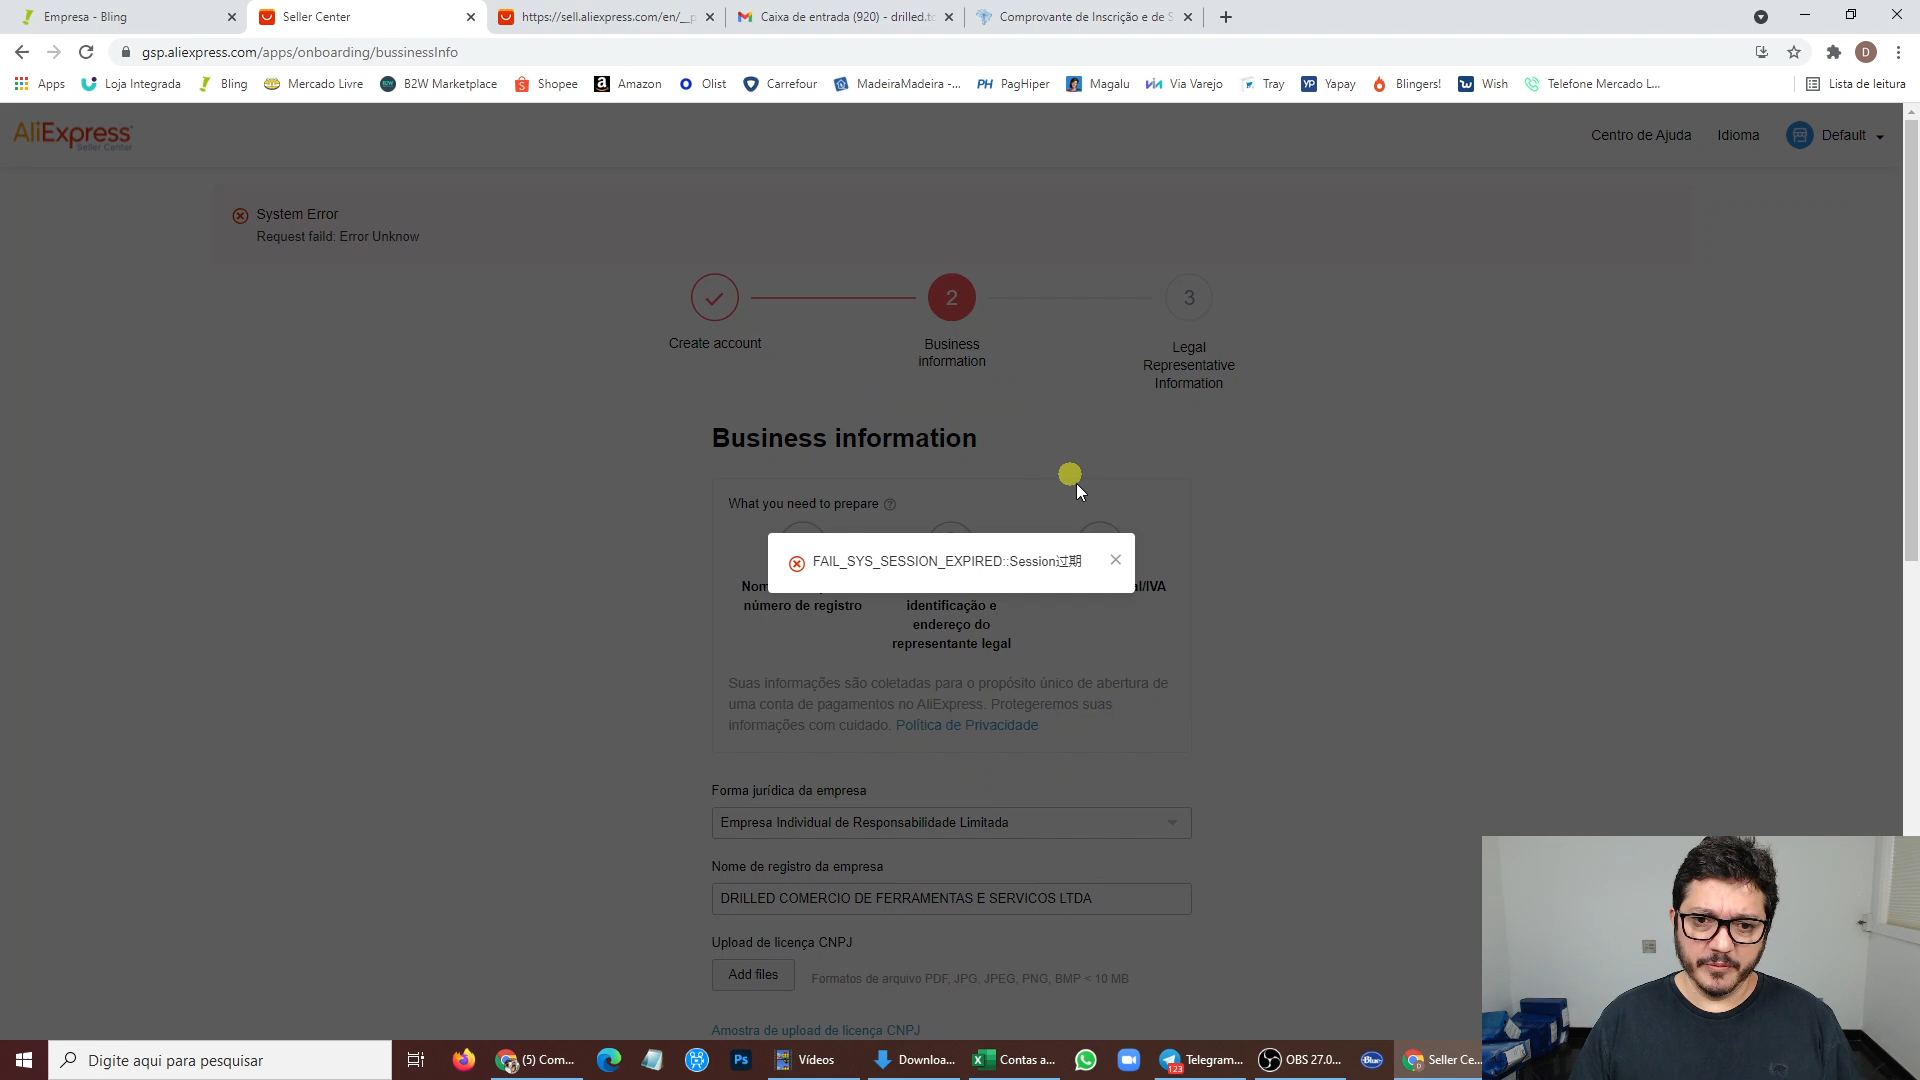 Empresa - Bling
Seller Center
https://sell.aliexpress.com/en/__p
Caixa de entrada (920) - drilled.to
Comprovante de Inscrição e de S
gsp.aliexpress.com/apps/onboarding/bussinessInfo
D
Apps
Loja Integrada
Bling
Mercado Livre
B2W Marketplace
Shopee
Amazon
Olist
Carrefour
MadeiraMadeira -...
PagHiper
Magalu
Via Varejo
Tray
Yapay
Blingers!
Wish
Telefone Mercado L...
Lista de leitura
AliExpress
Seller Center
Centro de Ajuda
Idioma
Default
System Error
Request faild: Error Unknow
2
3
Create account
Business
information
Legal
Representative
Information
Business information
What you need to prepare
FAIL_SYS_SESSION_EXPIRED::Session过期
Nom
número de registro
identificação e
endereço do
representante legal
al/IVA
Suas informações são coletadas para o propósito único de abertura de
uma conta de pagamentos no AliExpress. Protegeremos suas
informações com cuidado. Política de Privacidade
Forma jurídica da empresa
Empresa Individual de Responsabilidade Limitada
Nome de registro da empresa
DRILLED COMERCIO DE FERRAMENTAS E SERVICOS LTDA
Upload de licença CNPJ
Add files
Formatos de arquivo PDF, JPG, JPEG, PNG, BMP < 10 MB
Amostra de upload de licença CNPJ
Digite aqui para pesquisar
(5) Com...
Ps
Vídeos
Downloa...
Contas a...
123
Telegram...
OBS 27.0...
Blue
Seller Ce...